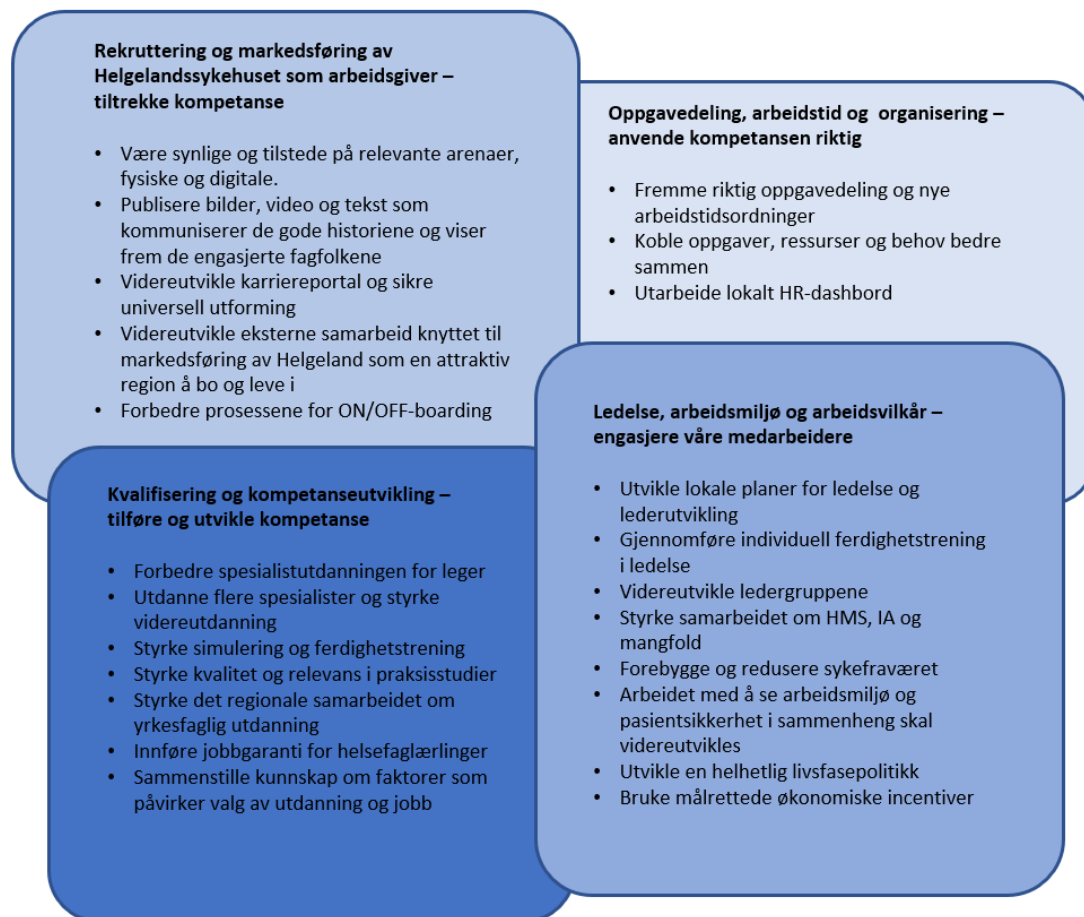 Rekruttering og markedsføring av
Helgelandssykehuset som arbeidsgiver –
tiltrekke kompetanse
• Være synlige og tilstede på relevante arenaer,
fysiske og digitale.
• Publisere bilder, video og tekst som
kommuniserer de gode historiene og viser
frem de engasjerte fagfolkene
• Videreutvikle karriereportal og sikre
universell utforming
• Videreutvikle eksterne samarbeid knyttet til
markedsføring av Helgeland som en attraktiv
region å bo og leve i
• Forbedre prosessene for ON/OFF-boarding
Oppgavedeling, arbeidstid og organisering –
anvende kompetansen riktig
• Fremme riktig oppgavedeling og nye
arbeidstidsordninger
• Koble oppgaver, ressurser og behov bedre
sammen
• Utarbeide lokalt HR-dashbord
Kvalifisering og kompetanseutvikling –
tilføre og utvikle kompetanse
• Forbedre spesialistutdanningen for leger
• Utdanne flere spesialister og styrke
videreutdanning
• Styrke simulering og ferdighetstrening
• Styrke kvalitet og relevans i praksisstudier
• Styrke det regionale samarbeidet om
yrkesfaglig utdanning
• Innføre jobbgaranti for helsefaglærlinger
• Sammenstille kunnskap om faktorer som
påvirker valg av utdanning og jobb
Ledelse, arbeidsmiljø og arbeidsvilkår –
engasjere våre medarbeidere
• Utvikle lokale planer for ledelse og
lederutvikling
• Gjennomføre individuell ferdighetstrening
i ledelse
• Videreutvikle ledergruppene
• Styrke samarbeidet om HMS, IA og
mangfold
• Forebygge og redusere sykefraværet
• Arbeidet med å se arbeidsmiljø og
pasientsikkerhet i sammenheng skal
videreutvikles
• Utvikle en helhetlig livsfasepolitikk
• Bruke målrettede økonomiske incentiver